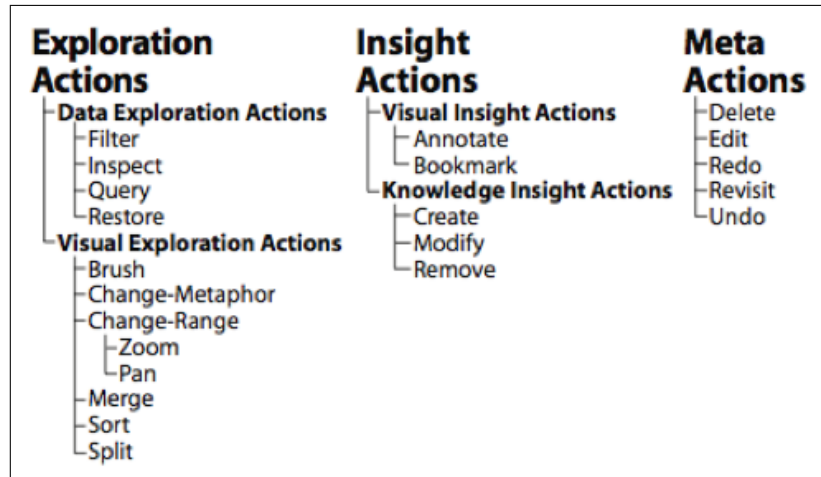 Exploration
Actions
Data Exploration Actions
Filter
Inspect
Query
Restore
Visual Exploration Actions
Brush
Change-Metaphor
Change-Range
Zoom
Pan
Merge
Sort
Split
Insight
Actions
Visual Insight Actions
Annotate
Bookmark
Knowledge Insight Actions
Create
Modify
Remove
Meta
Actions
Delete
Edit
Redo
Revisit
Undo